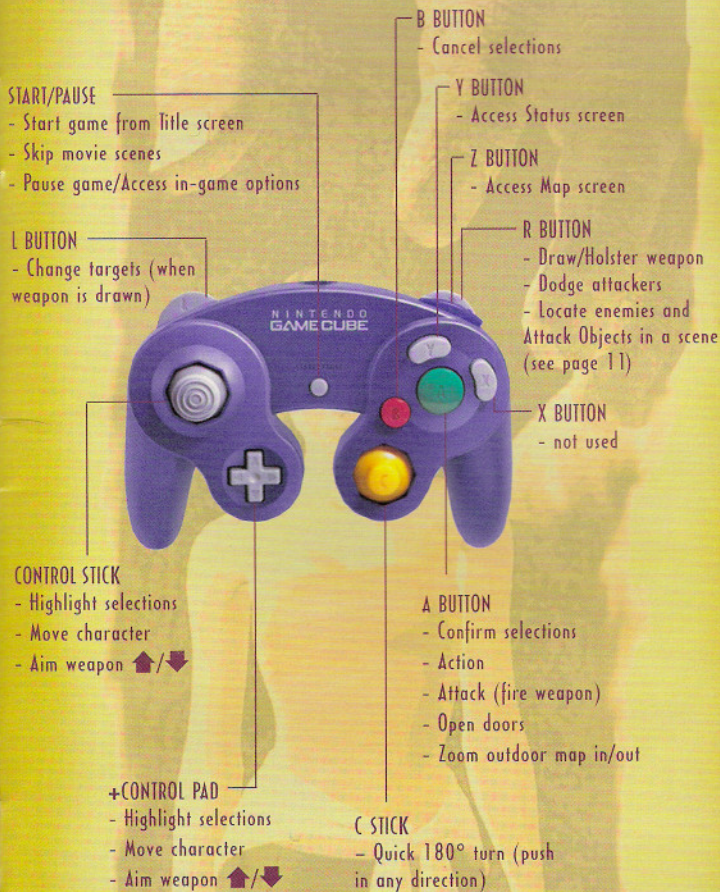 B BUTTON
- Cancel selections
START/PAUSE
- Start game from Title screen
- Skip movie scenes
- Pause game/Access in-game options
Y BUTTON
- Access Status screen
Z BUTTON
- Access Map screen
L BUTTON
- Change targets (when
weapon is drawn)
R BUTTON
- Draw/Holster weapon
- Dodge attackers
- Locate enemies and
Attack Objects in a scene
(see page 11)
NINTENDO
GAMECUBE
Y
X
B
C
X BUTTON
- not used
CONTROL STICK
- Highlight selections
- Move character
- Aim weapon ⬆/⬇
A BUTTON
- Confirm selections
- Action
- Attack (fire weapon)
- Open doors
- Zoom outdoor map in/out
+CONTROL PAD
- Highlight selections
- Move character
- Aim weapon ⬆/⬇
C STICK
- Quick 180° turn (push
in any direction)